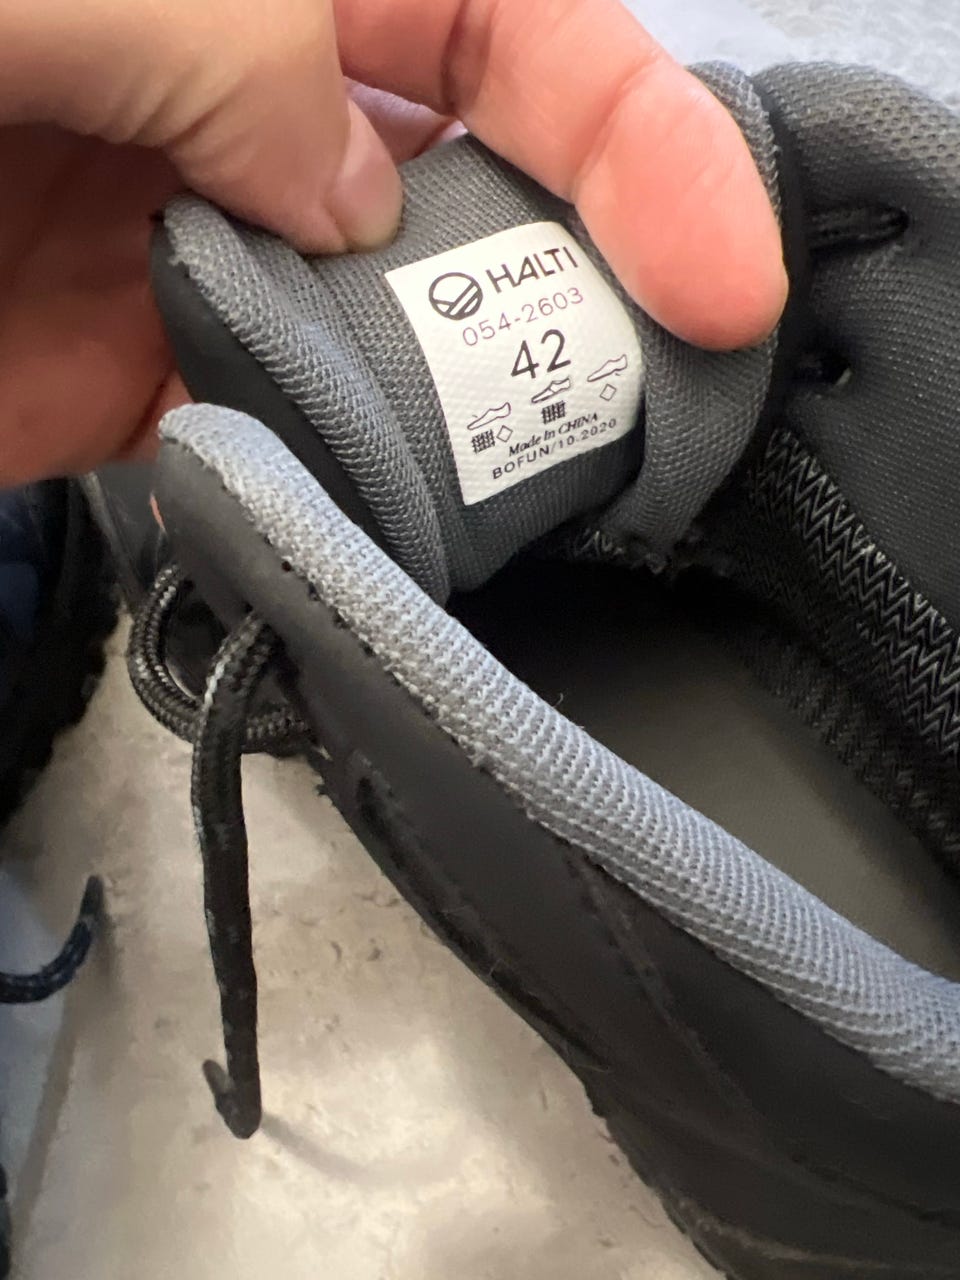 HALTI
054-2603
42
Made In CHINA
BOFUN/10.2020